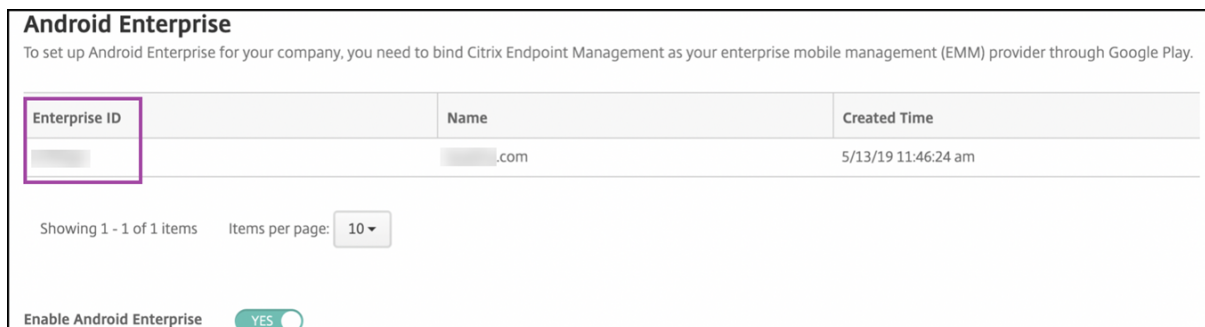 Android Enterprise
To set up Android Enterprise for your company, you need to bind Citrix Endpoint Management as your enterprise mobile management (EMM) provider through Google Play.
Enterprise ID Name Created Time
.com 5/13/19 11:46:24 am
Showing 1 - 1 of 1 items Items per page: 10
Enable Android Enterprise YES